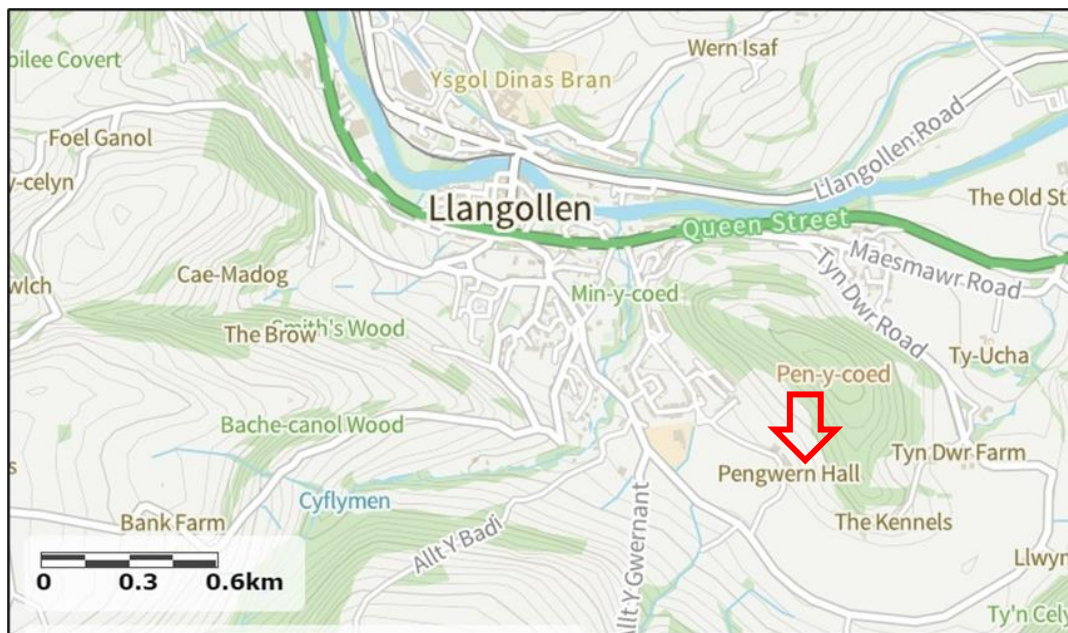 Wern Isaf
bilee Covert
Ysgol Dinas Bran
Llangollen Road
Foel Ganol
y-celyn
The Old Sta
Llangollen
Queen Street
Maesmawr Road
Cae-Madog
Tyn Dwr Road
wlch
Min-y-coed
The Brow
Smith's Wood
Ty-Ucha
Pen-y-coed
Bache-canol Wood
Tyn Dwr Farm
s
Pengwern Hall
Cyflymen
Bank Farm
The Kennels
Allt Y Badi
Allt Y Gwernant
Llwyn
0 0.3 0.6km
Ty'n Cely